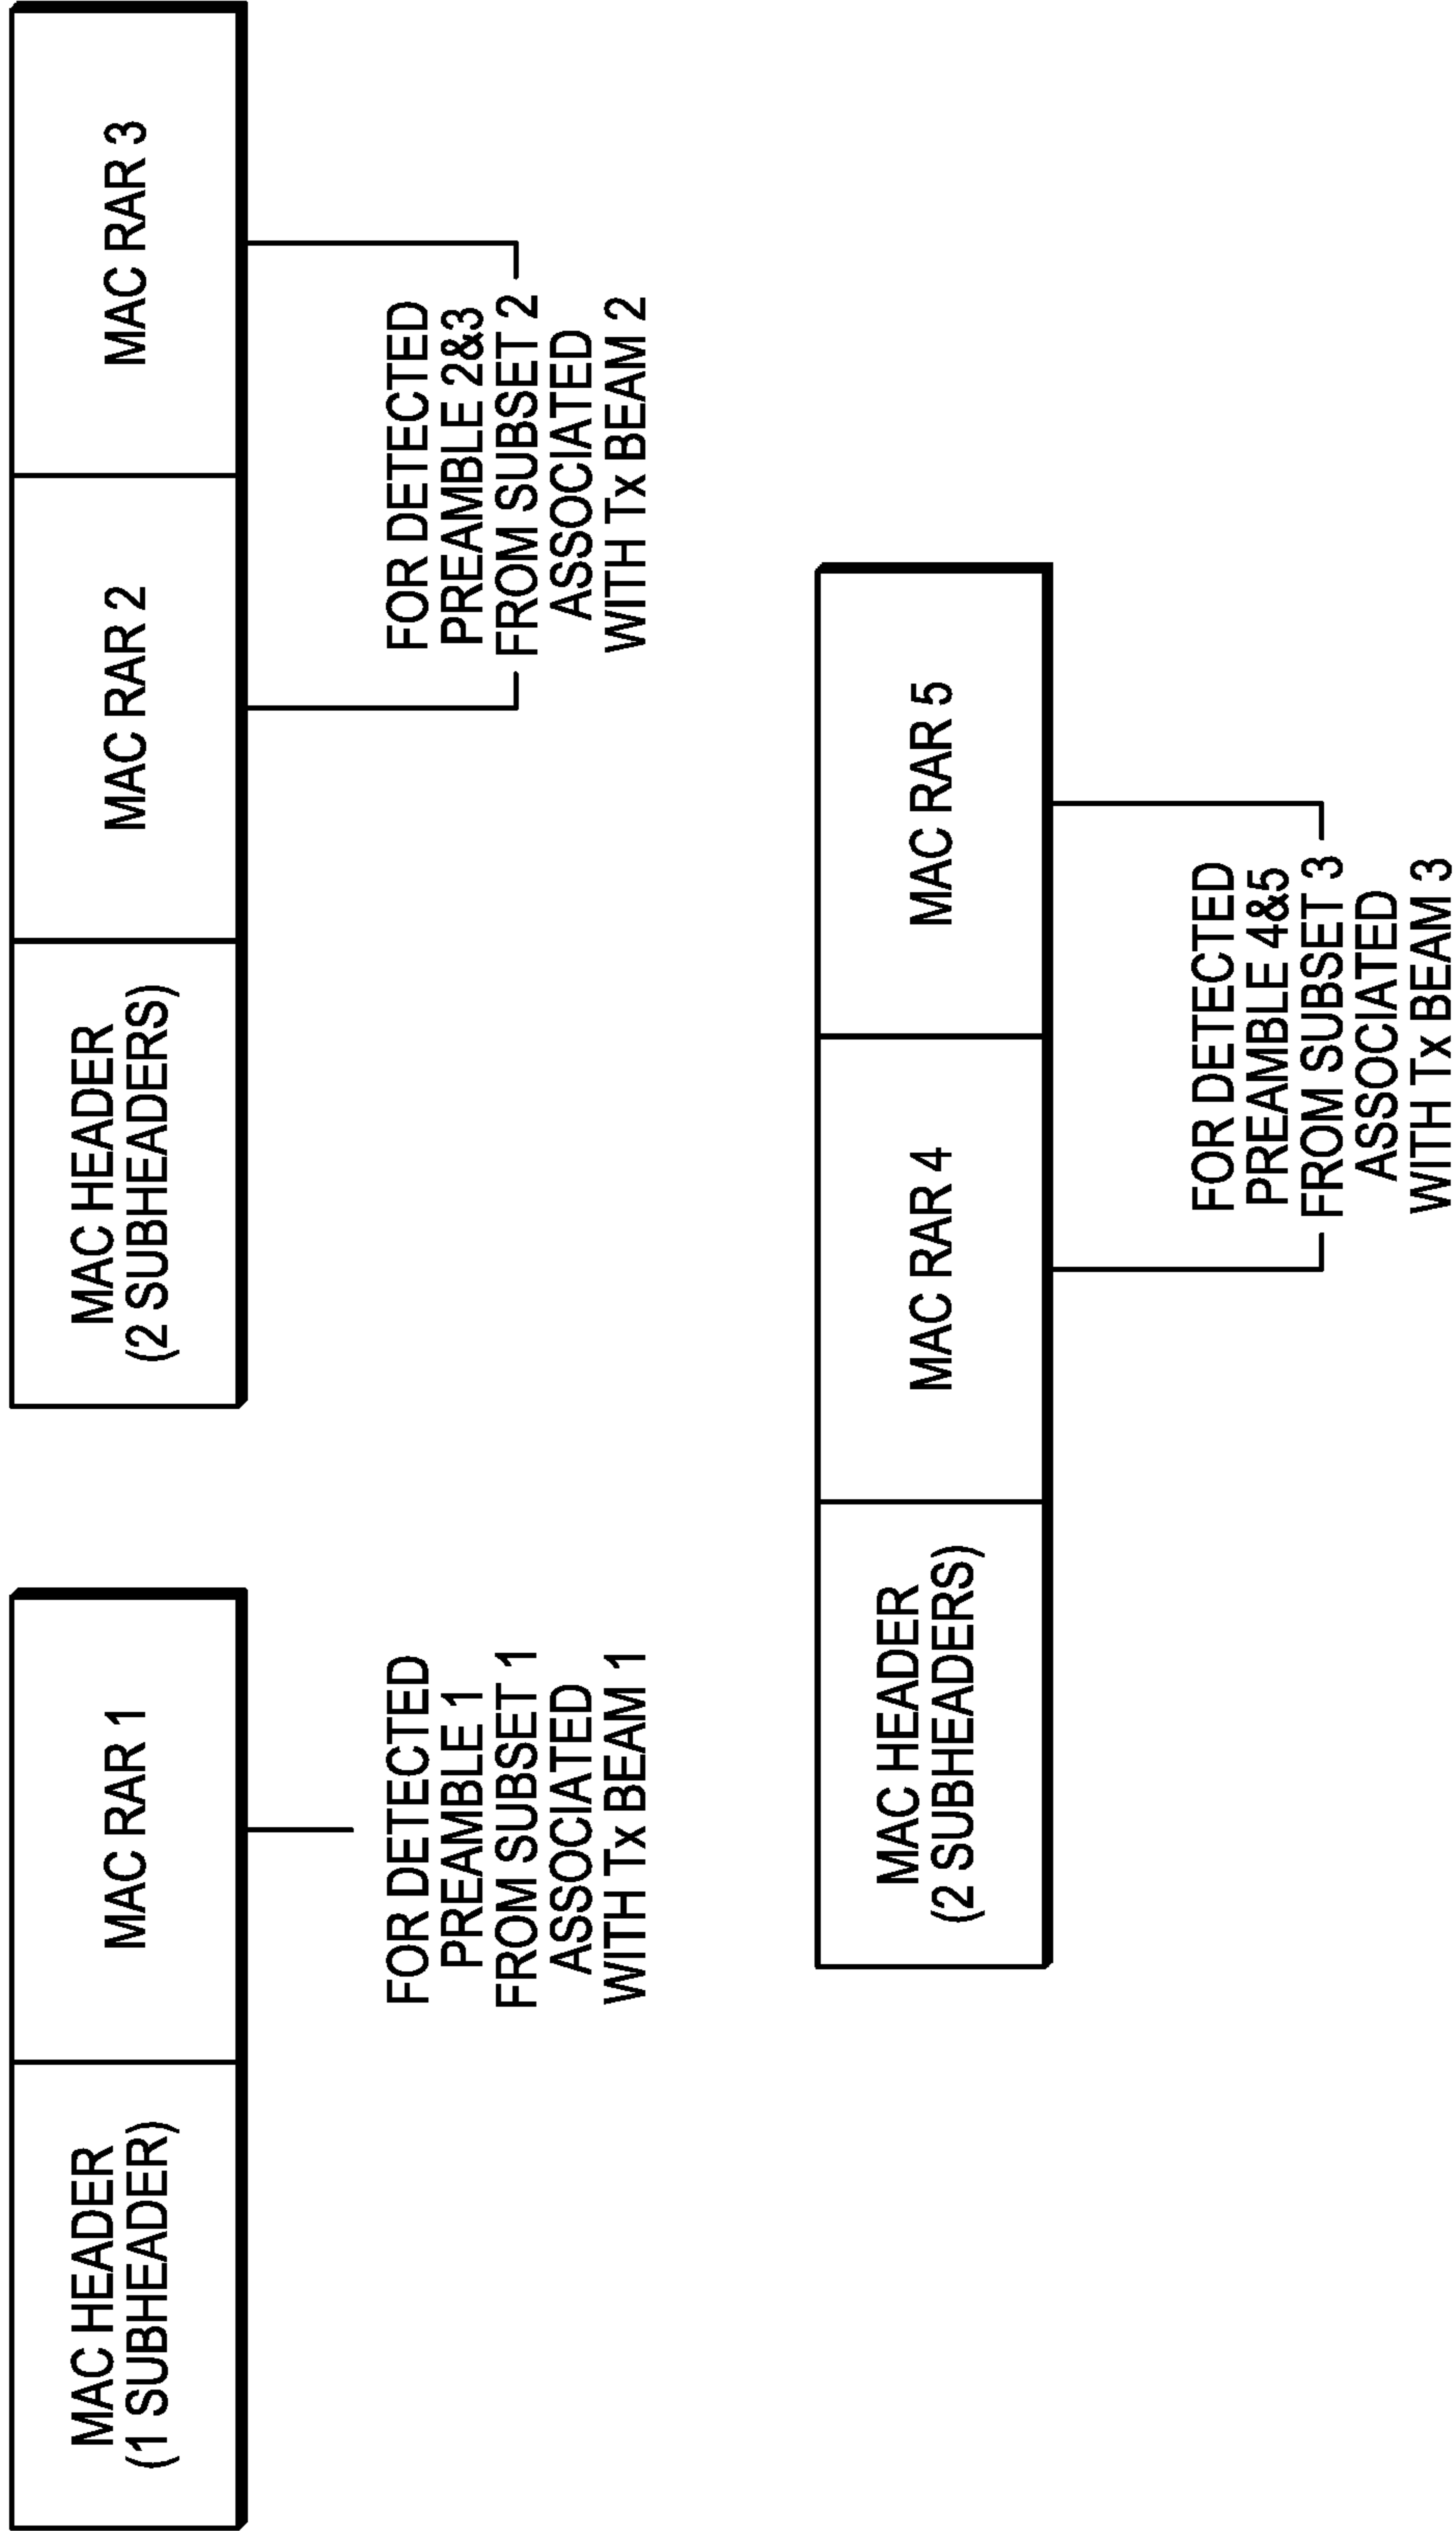 MAC HEADER
(1 SUBHEADER)
MAC RAR 1
FOR DETECTED
PREAMBLE 1
FROM SUBSET 1
ASSOCIATED
WITH Tx BEAM 1
MAC HEADER
(2 SUBHEADERS)
MAC RAR 2
MAC RAR 3
FOR DETECTED
PREAMBLE 2&3
FROM SUBSET 2
ASSOCIATED
WITH Tx BEAM 2
MAC HEADER
(2 SUBHEADERS)
MAC RAR 4
MAC RAR 5
FOR DETECTED
PREAMBLE 4&5
FROM SUBSET 3
ASSOCIATED
WITH Tx BEAM 3